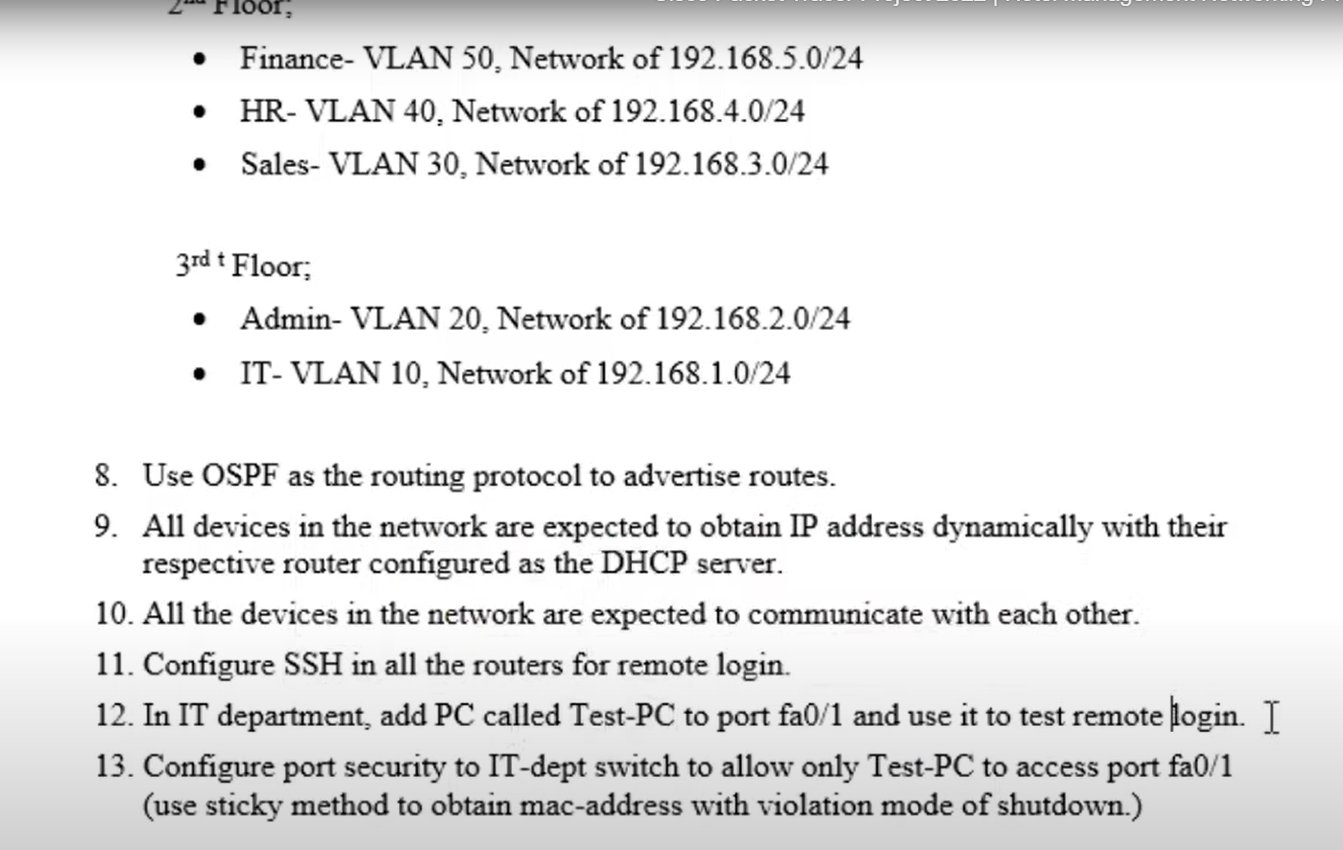 2nd Floor;
• Finance- VLAN 50, Network of 192.168.5.0/24
• HR- VLAN 40, Network of 192.168.4.0/24
• Sales- VLAN 30, Network of 192.168.3.0/24
3rd t Floor;
• Admin- VLAN 20, Network of 192.168.2.0/24
• IT- VLAN 10, Network of 192.168.1.0/24
8. Use OSPF as the routing protocol to advertise routes.
9. All devices in the network are expected to obtain IP address dynamically with their
respective router configured as the DHCP server.
10. All the devices in the network are expected to communicate with each other.
11. Configure SSH in all the routers for remote login.
12. In IT department, add PC called Test-PC to port fa0/1 and use it to test remote login.
13. Configure port security to IT-dept switch to allow only Test-PC to access port fa0/1
(use sticky method to obtain mac-address with violation mode of shutdown.)